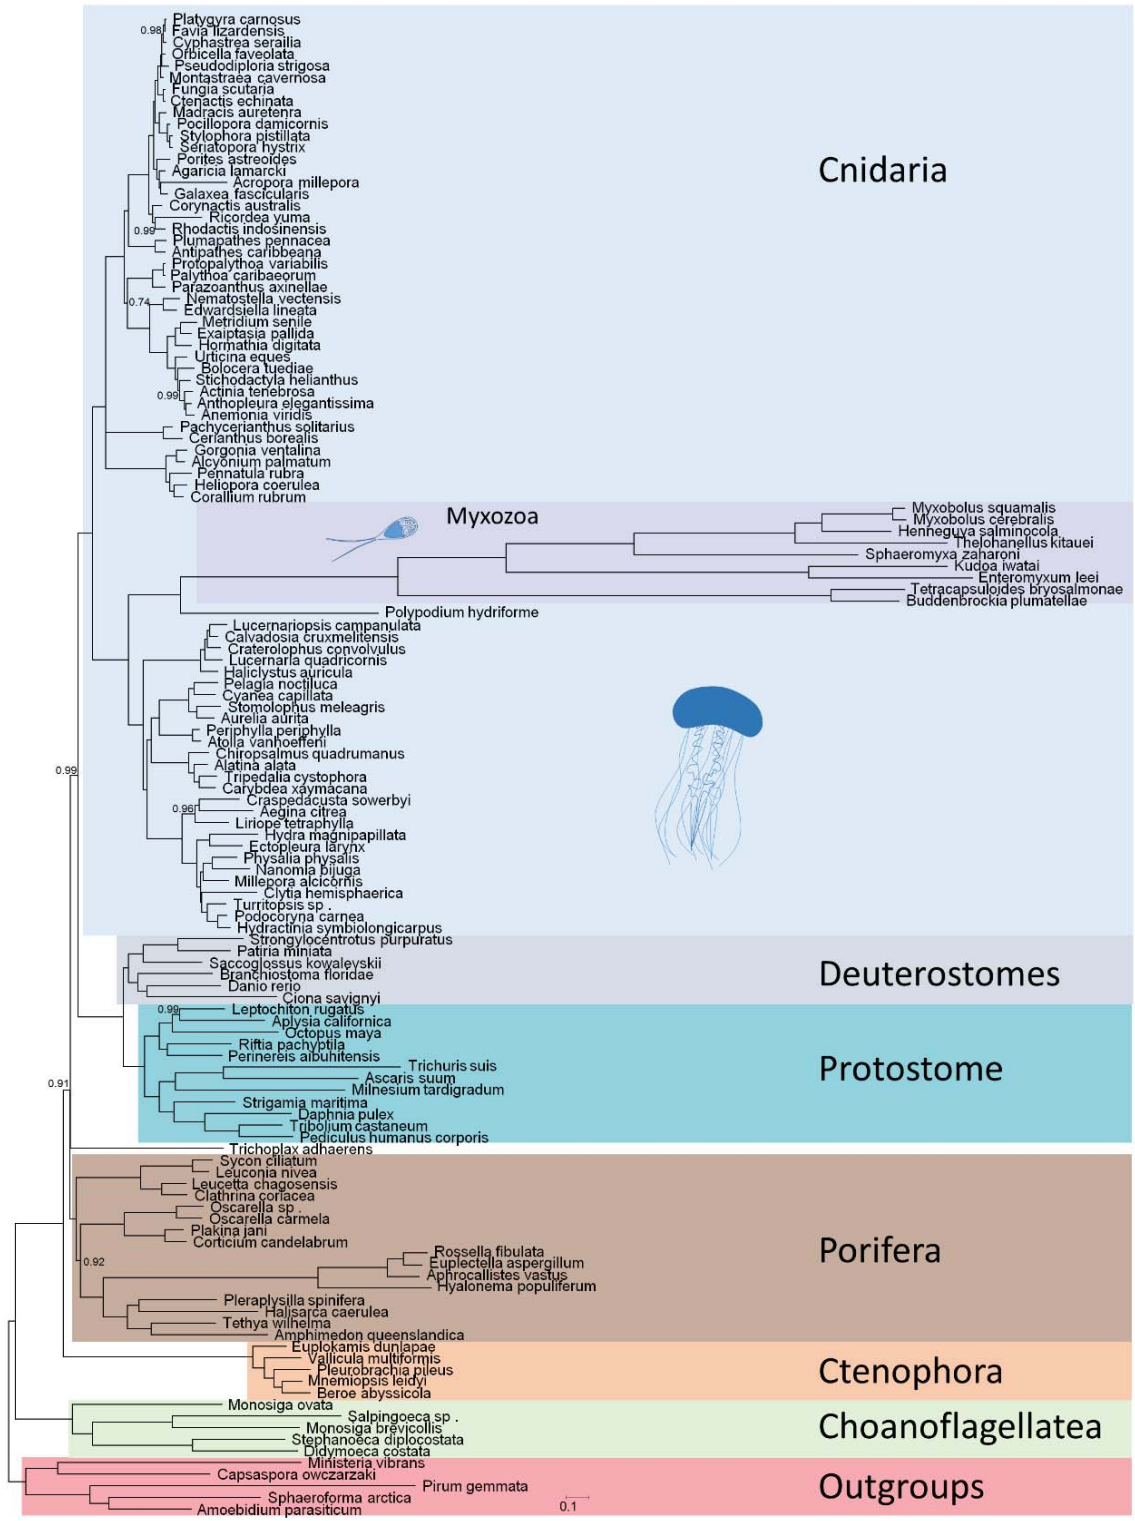 Platygyra carnosus
0.98
Favia lizardensis
Cyphastrea serailia
Orbicella faveolata
Pseudodiploria strigosa
Montastraea cavernosa
Fungia scutaria
Ctenactis echinata
Madracis auretenra
Pocillopora damicornis
Stylophora pistillata
Seriatopora hystrix
Porites astreoides
Agaricia lamarcki
Cnidaria
Acropora millepora
Galaxea fascicularis
Corynactis australis
Ricordea yuma
0.99
Rhodactis indosinensis
Plumapathes pennacea
Antipathes caribbeana
Protopalythoa variabilis
Palythoa caribaeorum
Parazoanthus axinellae
0.74
Nematostella vectensis
Edwardsiella lineata
Metridium senile
Exaiptasia pallida
Hormathia digitata
Urticina eques
Bolocera tuediae
Stichodactyla helianthus
0.99
Actinia tenebrosa
Anthopleura elegantissima
Anemonia viridis
Pachycerianthus solitarius
Cerianthus borealis
Gorgonia ventalina
Alcyonium palmatum
Pennatula rubra
Heliopora coerulea
Corallium rubrum
Myxozoa
Myxobolus squamalis
Myxobolus cerebralis
Henneguya salminocola
Thelohanellus kitauei
Sphaeromyxa zaharoni
Kudoa iwatai
Enteromyxum leei
Tetracapsuloides bryosalmonae
Buddenbrockia plumatellae
Polypodium hydriforme
Lucernariopsis campanulata
Calvadosia cruxmelitensis
Craterolophus convolvulus
Lucernaria quadricornis
Haliclystus auricula
Pelagia noctiluca
Cyanea capillata
Stomolophus meleagris
Aurelia aurita
Periphylla periphylla
Atolla vanhoeffeni
Chiropsalmus quadrumanus
Alatina alata
0.99
Tripedalia cystophora
Carybdea xaymacana
Craspedacusta sowerbyi
0.96
Aegina citrea
Liriope tetraphylla
Hydra magnipapillata
Ectopleura larynx
Physalia physalis
Nanomia bijuga
Millepora alcicornis
Clytia hemisphaerica
Turritopsis sp .
Podocoryna carnea
Hydractinia symbiolongicarpus
Strongylocentrotus purpuratus
Patiria miniata
Saccoglossus kowalevskii
Deuterostomes
Branchiostoma floridae
Danio rerio
Ciona savignyi
0.99
Leptochiton rugatus
Aplysia californica
Octopus maya
Riftia pachyptila
Perinereis aibuhitensis
Protostome
Trichuris suis
Ascaris suum
0.91
Milnesium tardigradum
Strigamia maritima
Daphnia pulex
Tribolium castaneum
Pediculus humanus corporis
Trichoplax adhaerens
Sycon ciliatum
Leuconia nivea
Leucetta chagosensis
Clathrina coriacea
Oscarella sp .
Oscarella carmela
Plakina jani
Corticium candelabrum
Porifera
Rossella fibulata
0.92
Euplectella aspergillum
Aphrocallistes vastus
Hyalonema populiferum
Pleraplysilla spinifera
Halisarca caerulea
Tethya wilhelma
Amphimedon queenslandica
Euplokamis dunlapae
Vallicula multiformis
Ctenophora
Pleurobrachia pileus
Mnemiopsis leidyi
Beroe abyssicola
Monosiga ovata
Salpingoeca sp .
Choanoflagellatea
Monosiga brevicollis
Stephanoeca diplocostata
Didymoeca costata
Ministeria vibrans
Capsaspora owczarzaki
Outgroups
Pirum gemmata
Sphaeroforma arctica
0.1
Amoebidium parasiticum